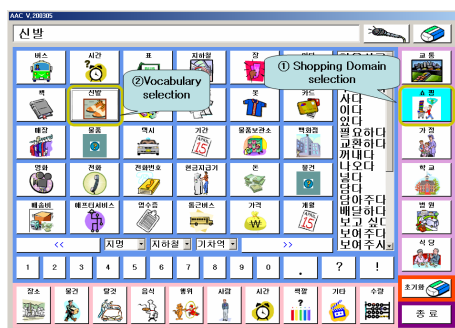 AAC V_200305
신발
버스
시간
표
지하철
잠
교통
① Shopping Domain
selection
②Vocabulary
selection
책
신발
옷
카드
사다
이다
있다
필요하다
교환하다
꺼내다
나오다
넣다
담다
담아주다
배달하다
보고 싶다
보여주다
보여주시
쇼핑
매장
물품
택시
기간
물품보관소
백화점
가정
영화
전화
전화번호
현금지급기
돈
물건
학교
배송비
애프터서비스
영수증
통근버스
가격
계절
병원
<<
지명
지하철
기차역
>>
식당
1 2 3 4 5 6 7 8 9 0 . ? !
장소
물건
탈것
음식
행위
사람
시간
색깔
기타
수량
초기화
종료